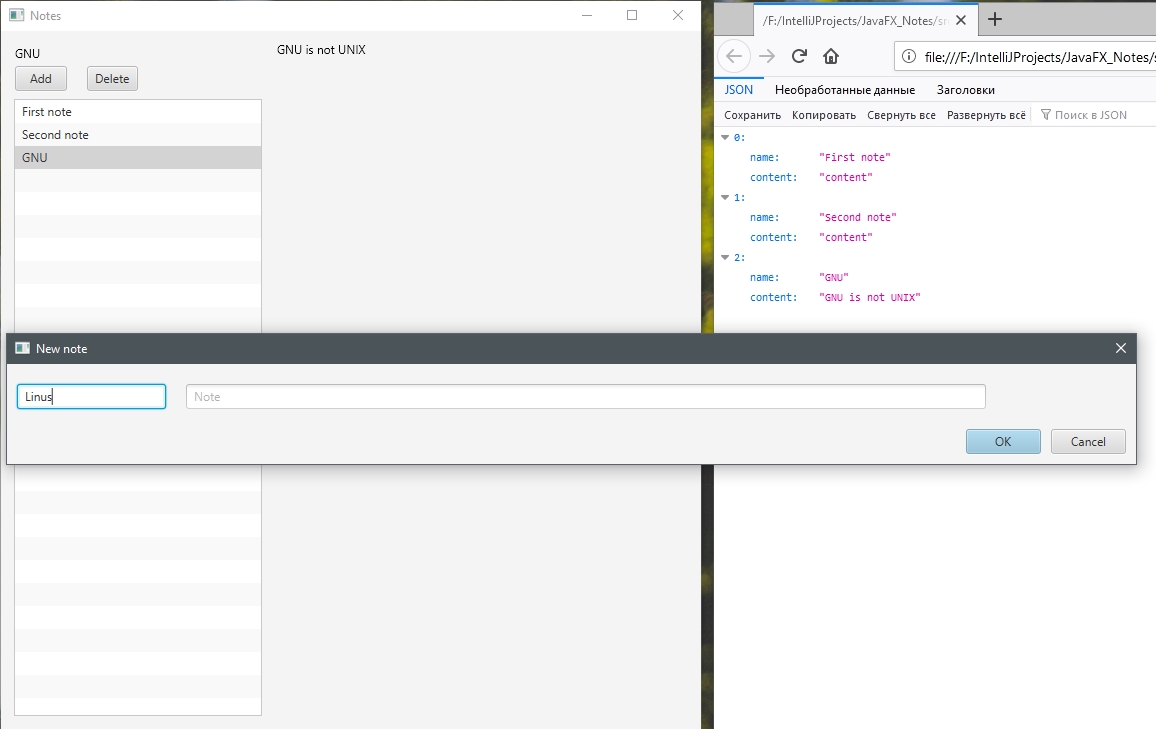 Notes
GNU
Add Delete
First note
Second note
GNU
GNU is not UNIX
/F:/IntelliJProjects/JavaFX_Notes/src
file:///F:/IntelliJProjects/JavaFX_Notes/s
JSON Необработанные данные Заголовки
Сохранить Копировать Свернуть все Развернуть всё Поиск в JSON
0:
name: "First note"
content: "content"
1:
name: "Second note"
content: "content"
2:
name: "GNU"
content: "GNU is not UNIX"
New note
Linus Note
OK Cancel